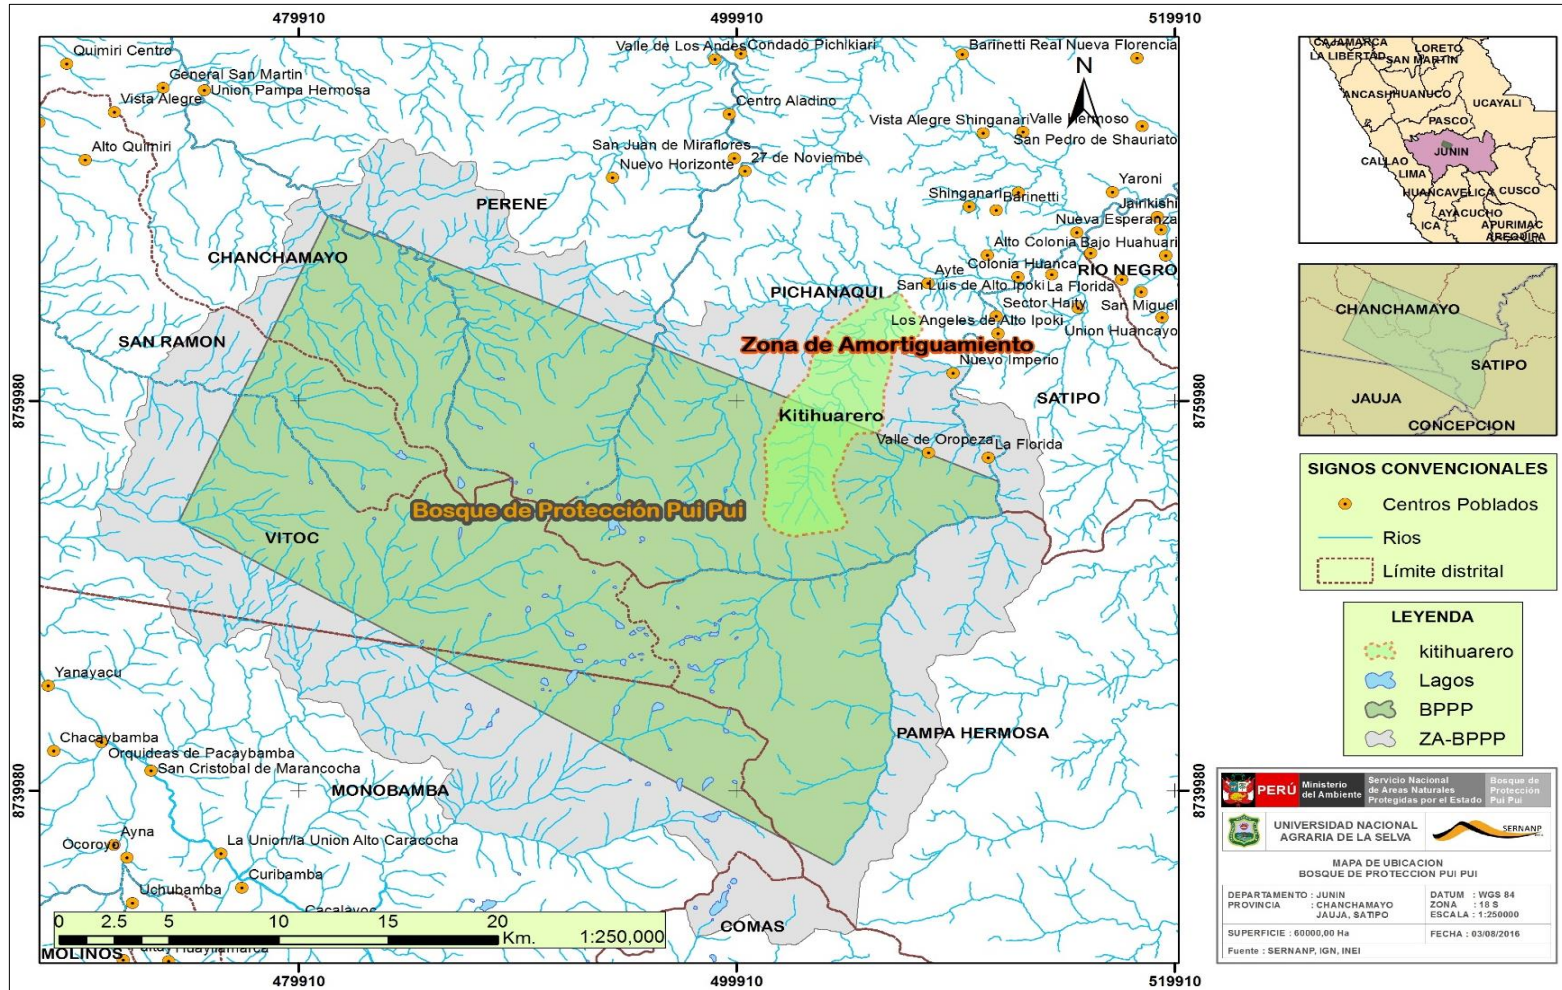 479910
499910
519910
Quimiri Centro
Valle de Los Andes
Condado Pichikiari
Barinetti Real Nueva Florencia
General San Martin
Union Pampa Hermosa
Vista Alegre
Centro Aladino
N
Vista Alegre Shinganari
Valle Hermoso
San Pedro de Shauriato
Alto Quimiri
San Juan de Miraflores
27 de Noviembe
Nuevo Horizonte
PERENE
Shinganari
Barinetti
Yaroni
Jairikishi
Nueva Esperanza
CHANCHAMAYO
Alto Colonia
Bajo Huahuari
Ayte
Colonia Huanca
RIO NEGRO
PICHANAQUI
San Luis de Alto Ipoki
La Florida
Sector Haity
San Miguel
Los Angeles de Alto Ipoki
Union Huancayo
SAN RAMON
Zona de Amortiguamiento
Nuevo Imperio
SATIPO
8759980
8759980
Kitihuarero
Valle de Oropeza
La Florida
Bosque de Protección Pui Pui
VITOC
Yanayacu
PAMPA HERMOSA
Chacaybamba
Orquideas de Pacaybamba
San Cristobal de Marancocha
MONOBAMBA
8739980
8739980
Ayna
Ocoroyo
La Union/la Union Alto Caracocha
Curibamba
Uchubamba
Cacalayos
COMAS
0 2.5 5 10 15 20
Km. 1:250,000
MOLINOS
Huayllamarca
479910
499910
519910
CAJAMARCA
LORETO
LA LIBERTAD
SAN MARTIN
ANCASH
HUANUCO
UCAYALI
PASCO
JUNIN
CALLAO
LIMA
HUANCAVELICA
CUSCO
AYACUCHO
ICA
APURIMAC
AREQUIPA
CHANCHAMAYO
SATIPO
JAUJA
CONCEPCION
SIGNOS CONVENCIONALES
Centros Poblados
Rios
Límite distrital
LEYENDA
kitihuarero
Lagos
BPPP
ZA-BPPP
PERÚ
Ministerio
del Ambiente
Servicio Nacional
de Areas Naturales
Protegidas por el Estado
Bosque de
Protección
Pui Pui
UNIVERSIDAD NACIONAL
AGRARIA DE LA SELVA
SERNANP
MAPA DE UBICACION
BOSQUE DE PROTECCION PUI PUI
DEPARTAMENTO : JUNIN
PROVINCIA : CHANCHAMAYO
JAUJA, SATIPO
DATUM : WGS 84
ZONA : 18 S
ESCALA : 1:250000
SUPERFICIE : 60000,00 Ha
FECHA : 03/08/2016
Fuente : SERNANP, IGN, INEI